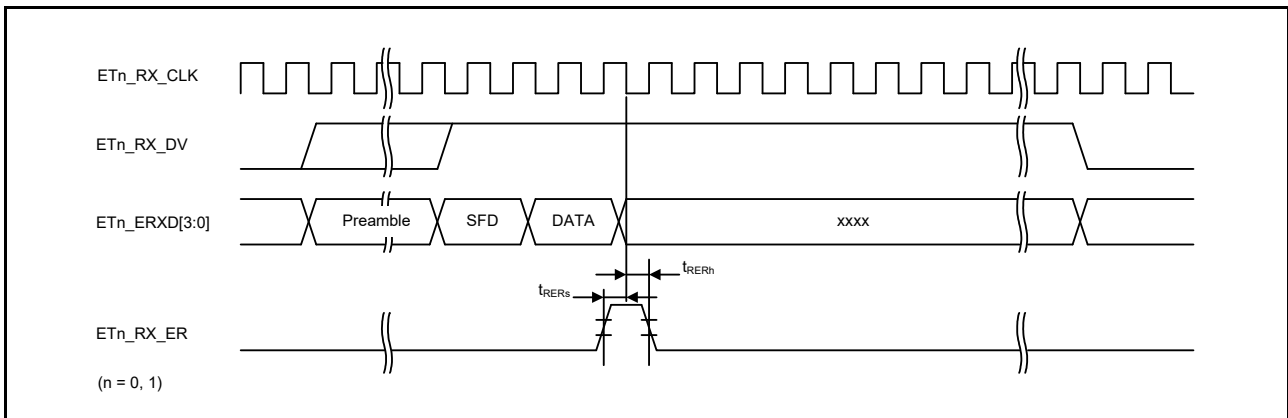 ETn_RX_CLK
ETn_RX_DV
ETn_ERXD[3:0]
Preamble
SFD
DATA
xxxx
tRERh
tRERs
ETn_RX_ER
(n = 0, 1)